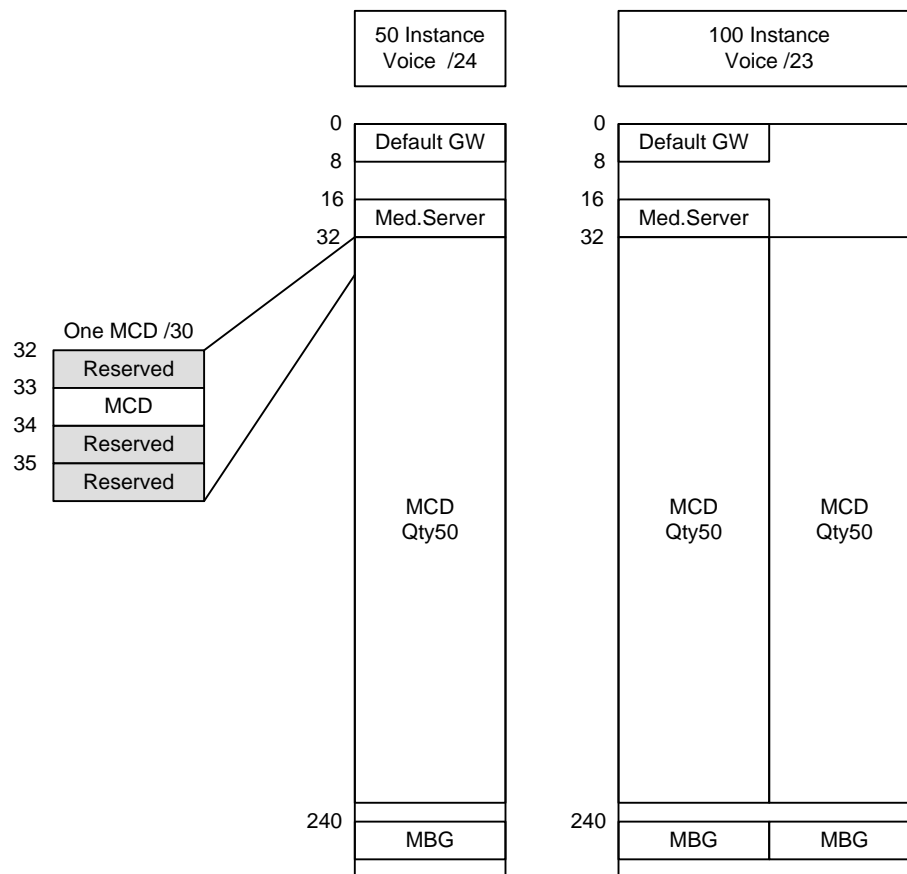 50 Instance
Voice /24
100 Instance
Voice /23
0
Default GW
8
16
Med.Server
32
0
Default GW
8
16
Med.Server
32
One MCD /30
32
Reserved
33
MCD
34
Reserved
35
Reserved
MCD
Qty50
MCD
Qty50
MCD
Qty50
240
MBG
240
MBG
MBG